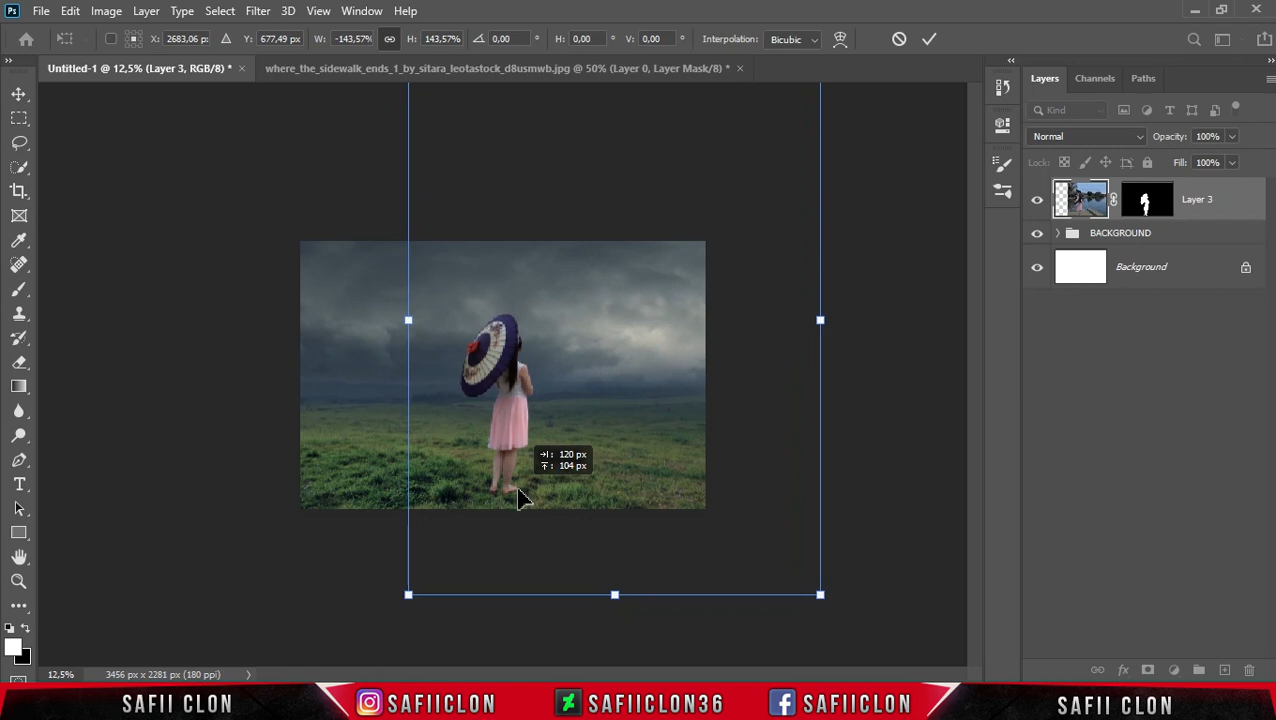 Ps File Edit Image Layer Type Select Filter 3D View Window Help
X: 2683,06 px Y: 677,49 px W: -143,57% H: 143,57% 0,00 ° H: 0,00 ° V: 0,00 ° Interpolation: Bicubic
Untitled-1 @ 12,5% (Layer 3, RGB/8) * × where_the_sidewalk_ends_1_by_sitara_leotastock_d8usmwb.jpg @ 50% (Layer 0, Layer Mask/8) * ×
Layers Channels Paths
Kind
Normal Opacity: 100%
Lock: Fill: 100%
Layer 3
BACKGROUND
Background
120 px
104 px
12,5% 3456 px x 2281 px (180 ppi)
SAFII CLON SAFIICLON SAFIICLON36 SAFIICLON SAFII CLON